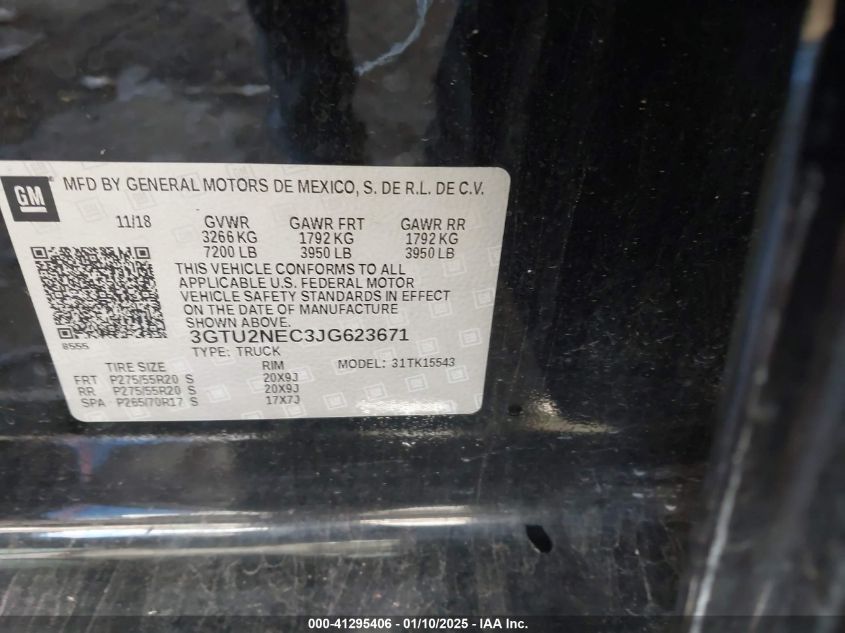 GM ® MFD BY GENERAL MOTORS DE MEXICO, S. DE R.L. DE C.V.
11/18 GVWR GAWR FRT GAWR RR
3266 KG 1792 KG 1792 KG
7200 LB 3950 LB 3950 LB
THIS VEHICLE CONFORMS TO ALL
APPLICABLE U.S. FEDERAL MOTOR
VEHICLE SAFETY STANDARDS IN EFFECT
ON THE DATE OF MANUFACTURE
SHOWN ABOVE.
8555 3GTU2NEC3JG623671
TYPE: TRUCK MODEL: 31TK15543
TIRE SIZE RIM
FRT P275/55R20 S 20X9J
RR P275/55R20 S 20X9J
SPA P265/70R17 S 17X7J
000-41295406 - 01/10/2025 - Copyright © 2025 IAA, Inc.